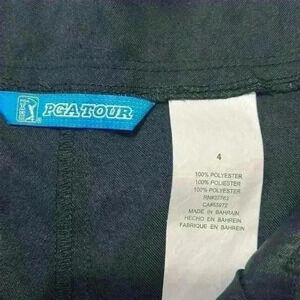 PGA TOUR
4
100% POLYESTER
100% POLIESTER
100% POLYESTER
MADE IN BAHRAIN
HECHO EN BAHREIN
FABRIQUE EN BAHREIN